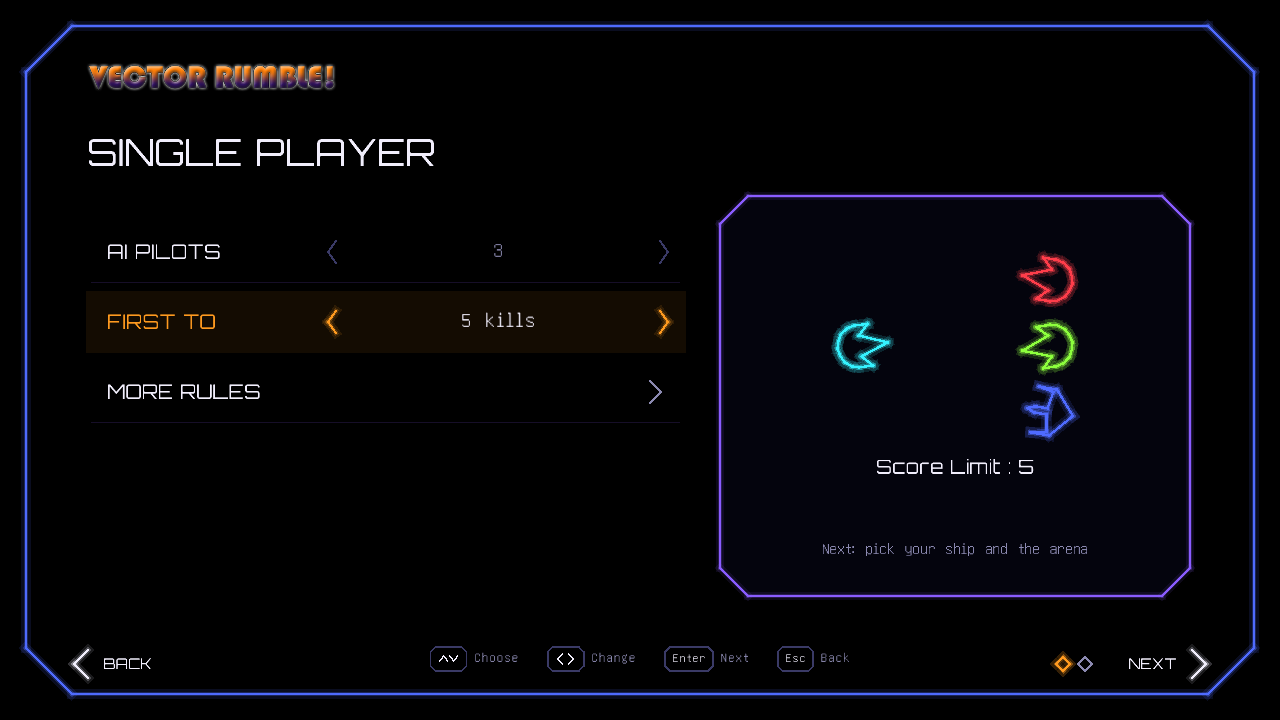 VECTOR RUMBLE!
SINGLE PLAYER
AI PILOTS 3
FIRST TO 5 kills
MORE RULES
Score Limit : 5
Next: pick your ship and the arena
BACK
Choose
Change
Enter Next
Esc Back
NEXT